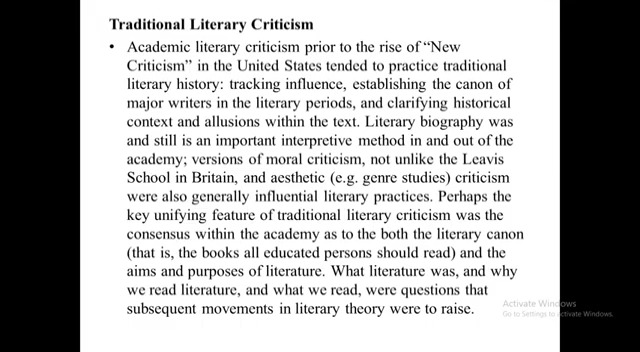 Traditional Literary Criticism
• Academic literary criticism prior to the rise of “New
Criticism” in the United States tended to practice traditional
literary history: tracking influence, establishing the canon of
major writers in the literary periods, and clarifying historical
context and allusions within the text. Literary biography was
and still is an important interpretive method in and out of the
academy; versions of moral criticism, not unlike the Leavis
School in Britain, and aesthetic (e.g. genre studies) criticism
were also generally influential literary practices. Perhaps the
key unifying feature of traditional literary criticism was the
consensus within the academy as to the both the literary canon
(that is, the books all educated persons should read) and the
aims and purposes of literature. What literature was, and why
we read literature, and what we read, were questions that
subsequent movements in literary theory were to raise.
Activate Windows
Go to Settings to activate Windows.